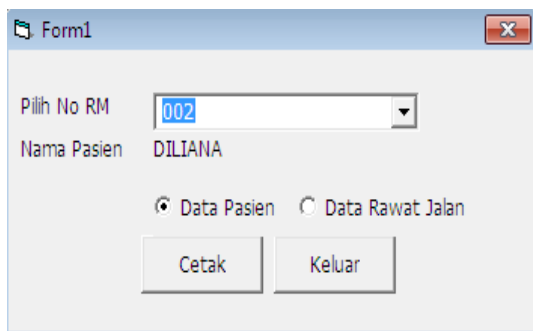 Form1
Pilih No RM 002
Nama Pasien DILIANA
Data Pasien Data Rawat Jalan
Cetak Keluar